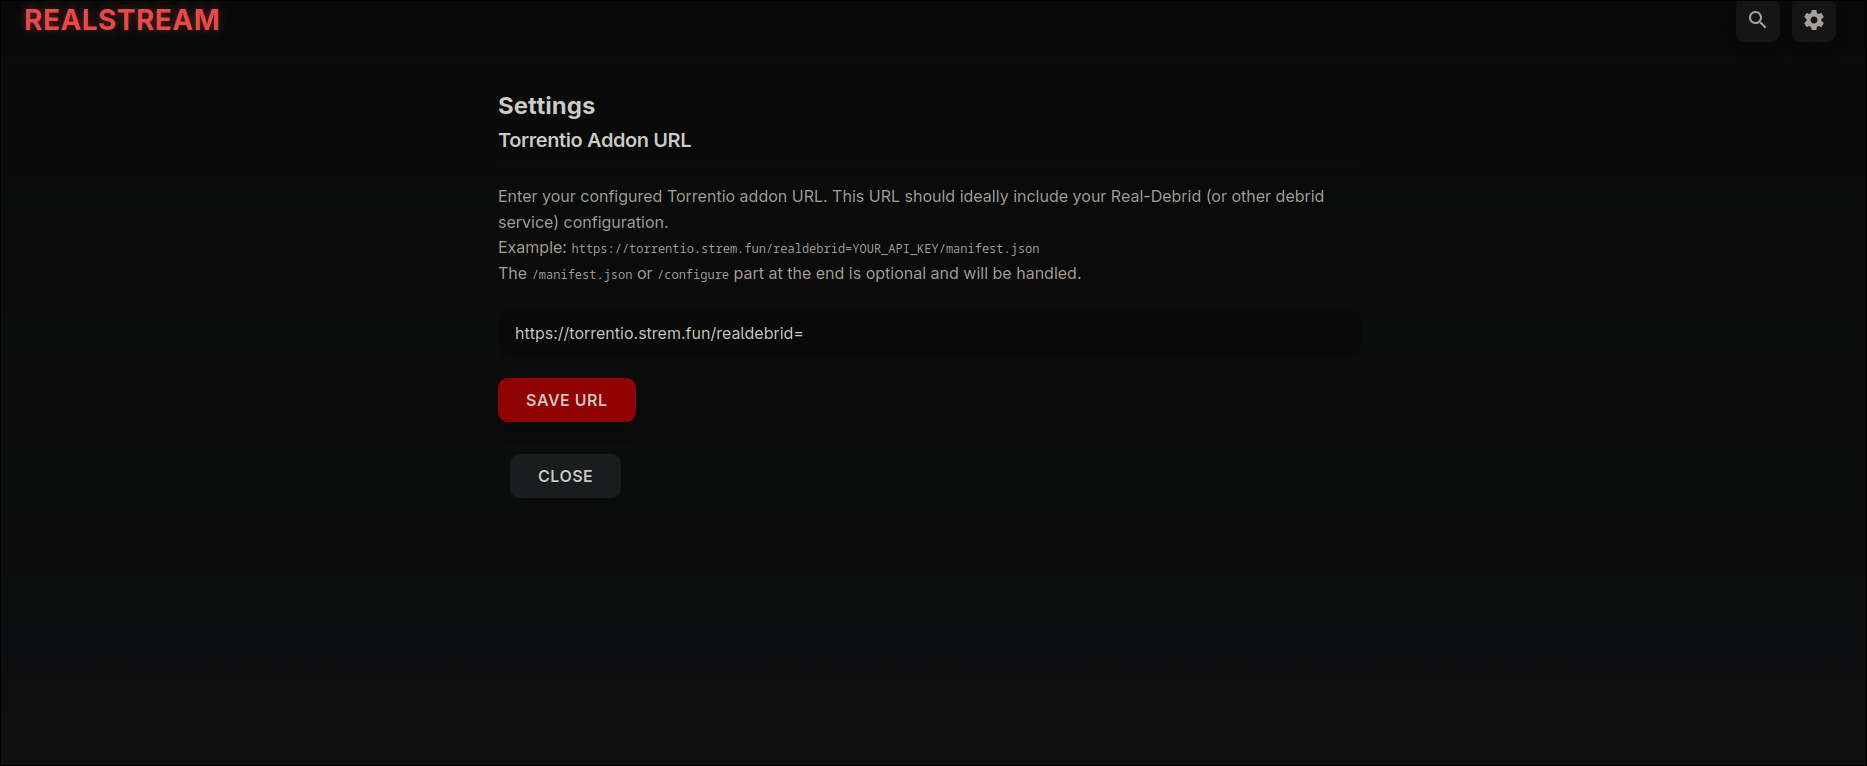 REALSTREAM
Settings
Torrentio Addon URL
Enter your configured Torrentio addon URL. This URL should ideally include your Real-Debrid (or other debrid
service) configuration.
Example: https://torrentio.strem.fun/realdebrid=YOUR_API_KEY/manifest.json
The /manifest.json or /configure part at the end is optional and will be handled.
https://torrentio.strem.fun/realdebrid=
SAVE URL
CLOSE